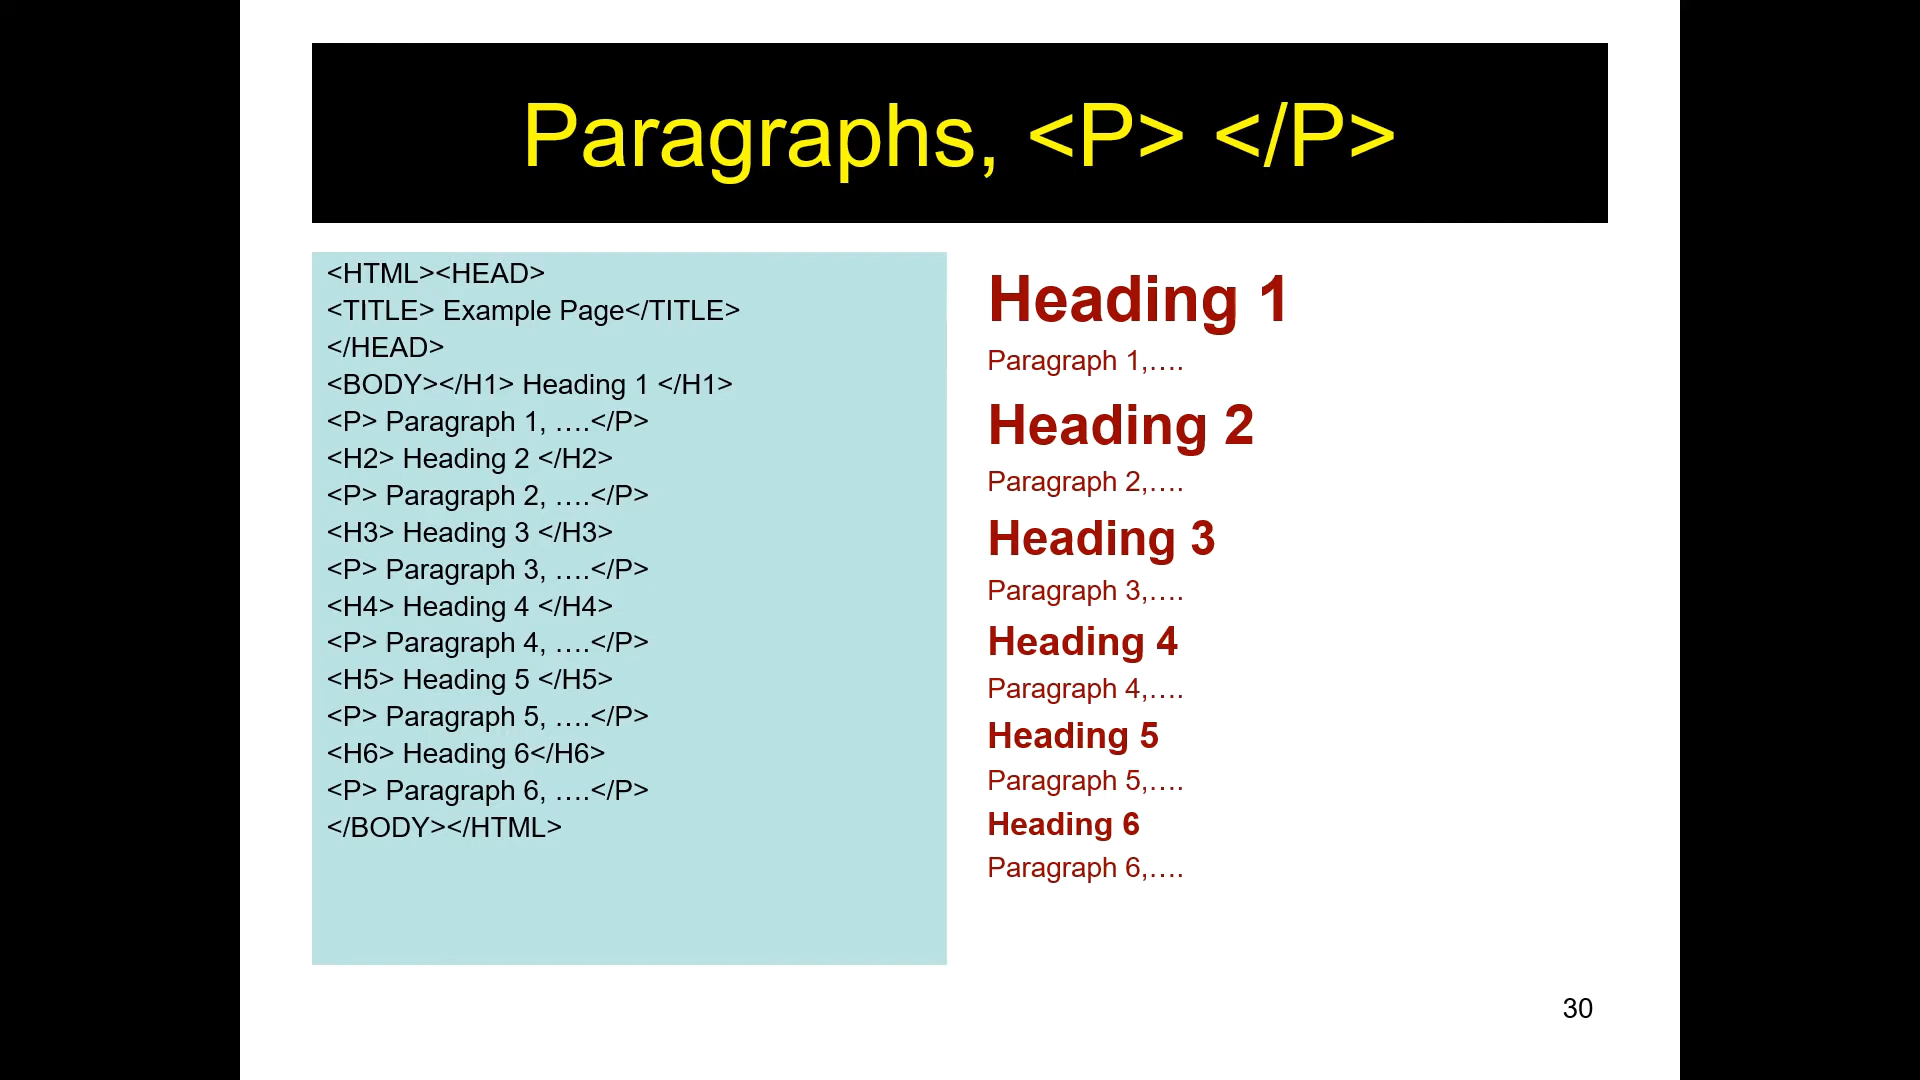 Paragraphs, <P> </P>
<HTML><HEAD>
<TITLE> Example Page</TITLE>
</HEAD>
<BODY></H1> Heading 1 </H1>
<P> Paragraph 1, ….</P>
<H2> Heading 2 </H2>
<P> Paragraph 2, ….</P>
<H3> Heading 3 </H3>
<P> Paragraph 3, ….</P>
<H4> Heading 4 </H4>
<P> Paragraph 4, ….</P>
<H5> Heading 5 </H5>
<P> Paragraph 5, ….</P>
<H6> Heading 6</H6>
<P> Paragraph 6, ….</P>
</BODY></HTML>
Heading 1
Paragraph 1,….
Heading 2
Paragraph 2,….
Heading 3
Paragraph 3,….
Heading 4
Paragraph 4,….
Heading 5
Paragraph 5,….
Heading 6
Paragraph 6,….
30